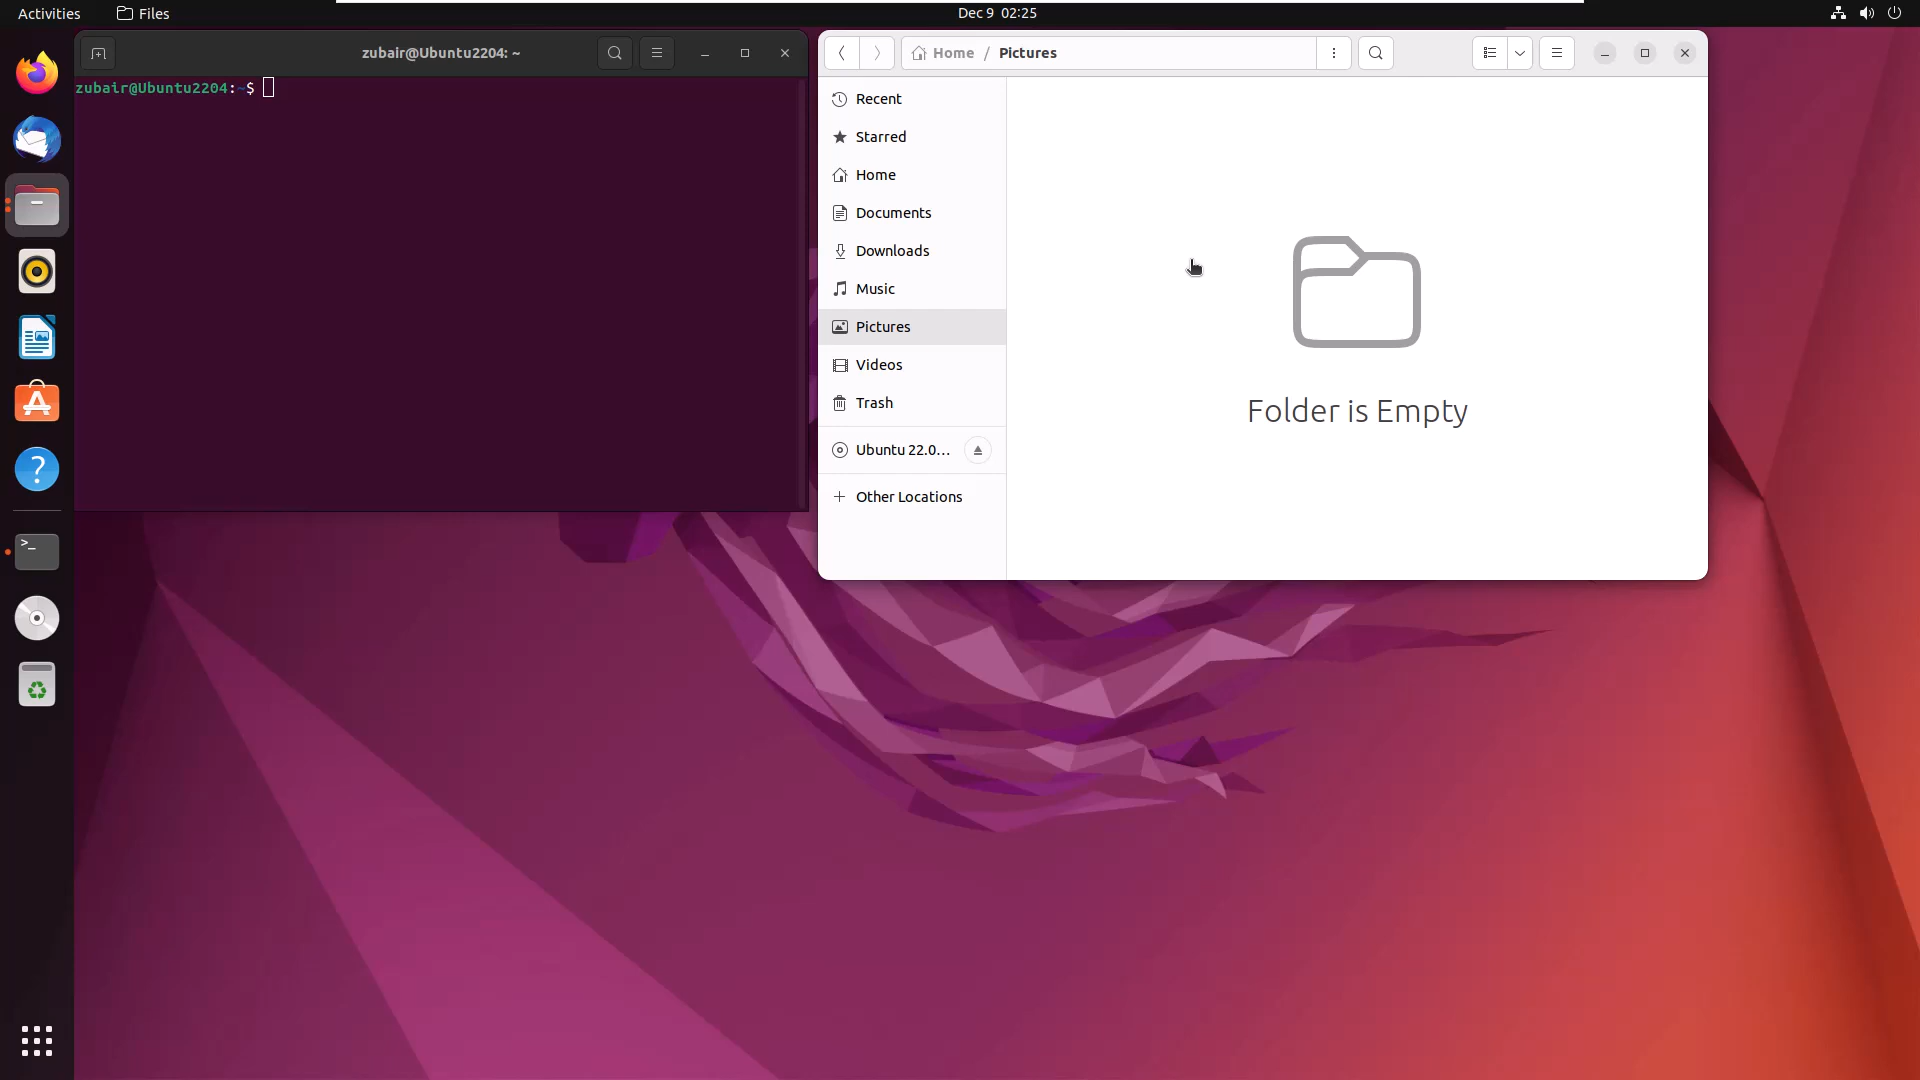 Activities
Files
Dec 9 02:25
zubair@Ubuntu2204: ~
zubair@Ubuntu2204:~$
Home / Pictures
Recent
Starred
Home
Documents
Downloads
Music
Pictures
Videos
Trash
Ubuntu 22.0...
Other Locations
Folder is Empty